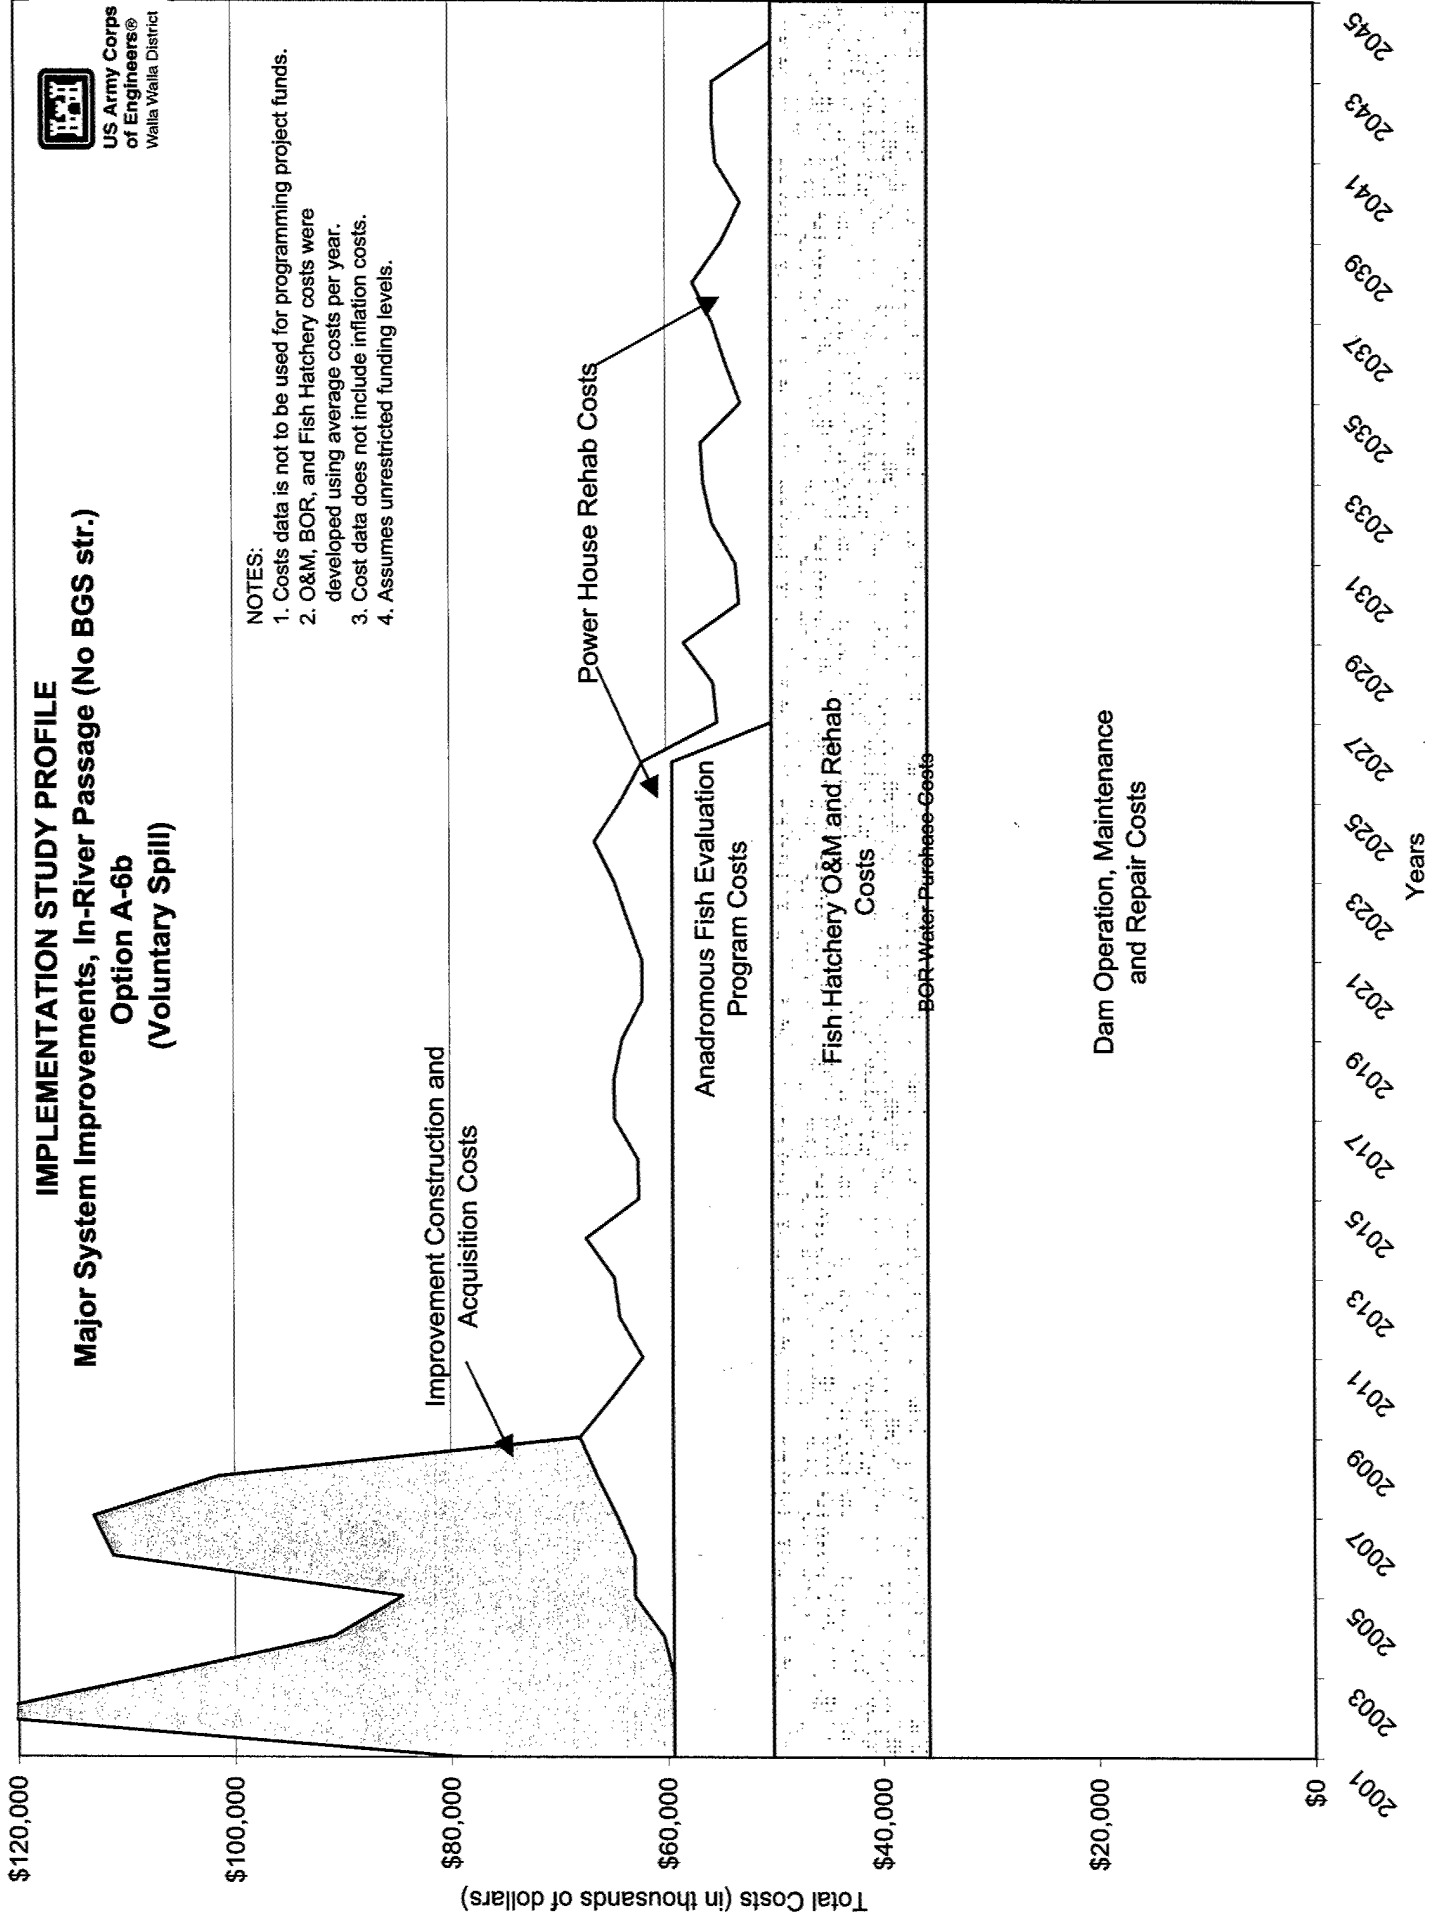 IMPLEMENTATION STUDY PROFILE
Major System Improvements, In-River Passage (No BGS str.)
Option A-6b
(Voluntary Spill)
US Army Corps
of Engineers®
Walla Walla District
NOTES:
1. Costs data is not to be used for programming project funds.
2. O&M, BOR, and Fish Hatchery costs were
developed using average costs per year.
3. Cost data does not include inflation costs.
4. Assumes unrestricted funding levels.
Improvement Construction and
Acquisition Costs
Power House Rehab Costs
Anadromous Fish Evaluation
Program Costs
Fish Hatchery O&M and Rehab
Costs
BOR Water Purchase Costs
Dam Operation, Maintenance
and Repair Costs
Total Costs (in thousands of dollars)
$120,000
$100,000
$80,000
$60,000
$40,000
$20,000
$0
2001
2003
2005
2007
2009
2011
2013
2015
2017
2019
2021
2023
2025
2027
2029
2031
2033
2035
2037
2039
2041
2043
2045
Years